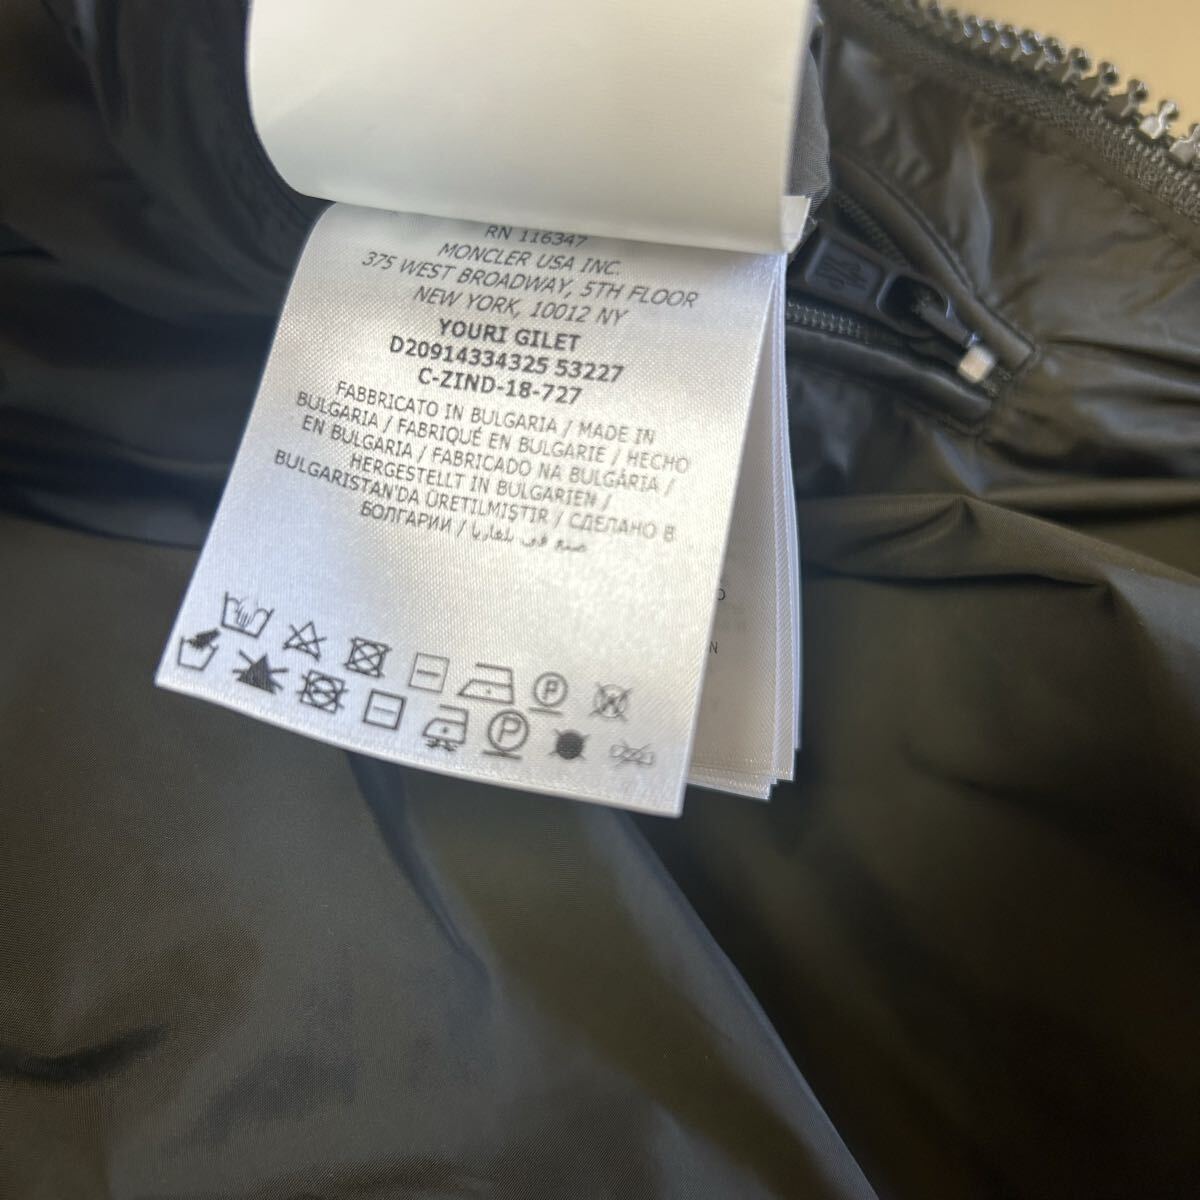 RN 116347
MONCLER USA INC.
375 WEST BROADWAY, 5TH FLOOR
NEW YORK, 10012 NY
YOURI GILET
D20914334325 53227
C-ZIND-18-727
FABBRICATO IN BULGARIA / MADE IN
BULGARIA / FABRIQUÉ EN BULGARIE / HECHO
EN BULGARIA / FABRICADO NA BULGÁRIA /
HERGESTELLT IN BULGARIEN /
BULGARISTAN'DA ÜRETILMIŞTIR / СДЕЛАНО В
БОЛГАРИИ / صنع في بلغاريا
P
P
N